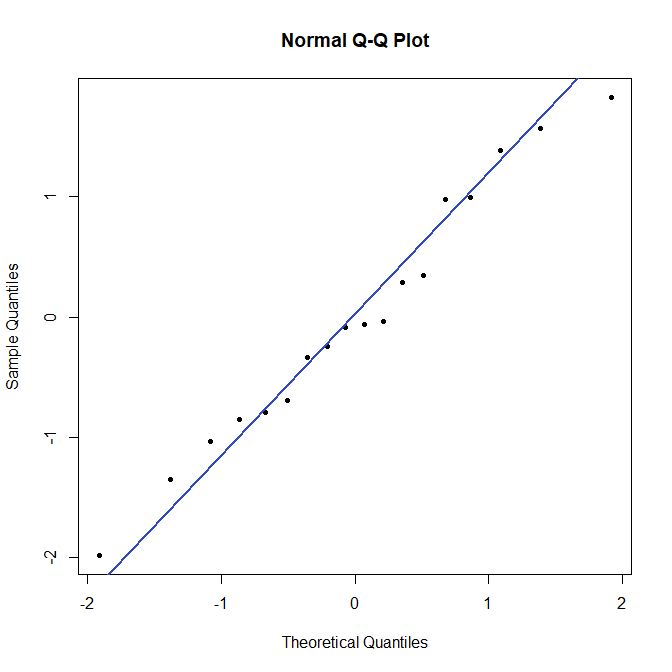 Normal Q-Q Plot
Sample Quantiles
1
0
-1
-2
-2 -1 0 1 2
Theoretical Quantiles